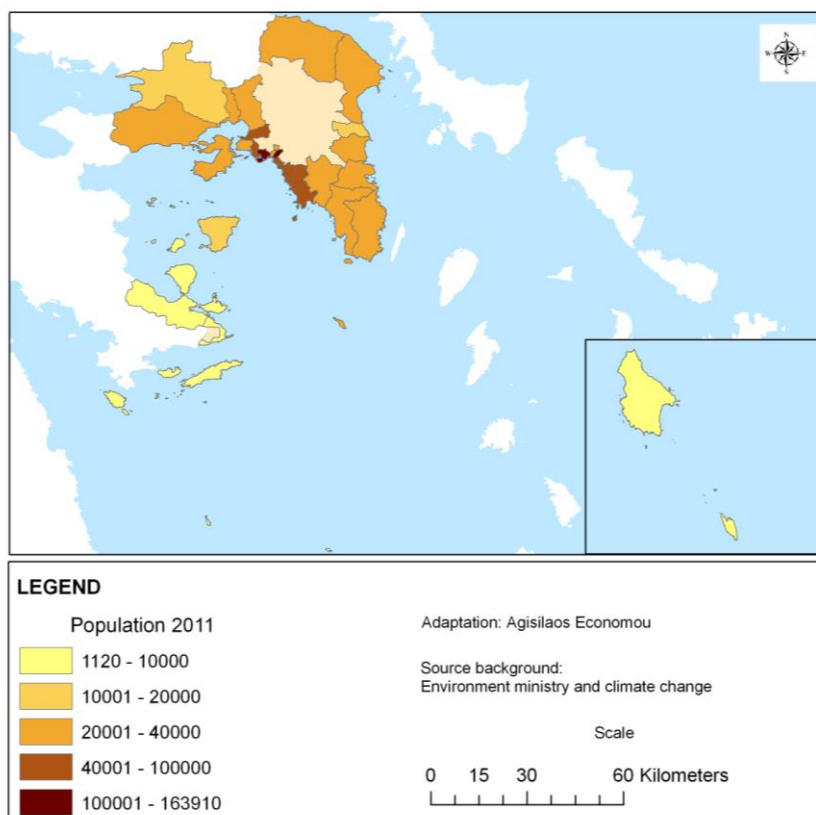 N
W E
S
LEGEND
Population 2011
1120 - 10000
10001 - 20000
20001 - 40000
40001 - 100000
100001 - 163910
Adaptation: Agisilaos Economou
Source background:
Environment ministry and climate change
Scale
0 15 30 60 Kilometers